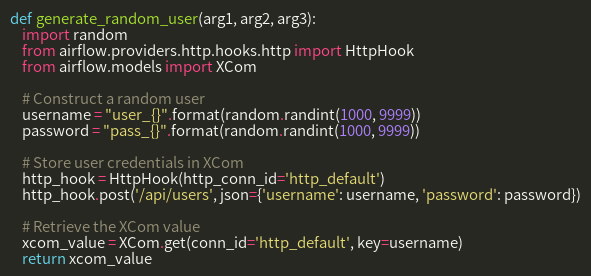 def generate_random_user(arg1, arg2, arg3):
import random
from airflow.providers.http.hooks.http import HttpHook
from airflow.models import XCom
# Construct a random user
username = "user_{}".format(random.randint(1000, 9999))
password = "pass_{}".format(random.randint(1000, 9999))
# Store user credentials in XCom
http_hook = HttpHook(http_conn_id='http_default')
http_hook.post('/api/users', json={'username': username, 'password': password})
# Retrieve the XCom value
xcom_value = XCom.get(conn_id='http_default', key=username)
return xcom_value